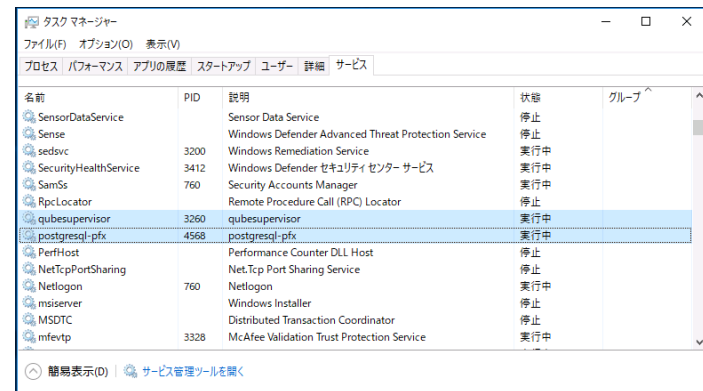 タスク マネージャー
ファイル(F) オプション(O) 表示(V)
プロセス パフォーマンス アプリの履歴 スタートアップ ユーザー 詳細 サービス
名前 PID 説明 状態 グループ
SensorDataService Sensor Data Service 停止
Sense Windows Defender Advanced Threat Protection Service 停止
sedsvc 3200 Windows Remediation Service 実行中
SecurityHealthService 3412 Windows Defender セキュリティ センター サービス 実行中
SamSs 760 Security Accounts Manager 実行中
RpcLocator Remote Procedure Call (RPC) Locator 停止
qubesupervisor 3260 qubesupervisor 実行中
postgresql-pfx 4568 postgresql-pfx 実行中
PerfHost Performance Counter DLL Host 停止
NetTcpPortSharing Net.Tcp Port Sharing Service 停止
Netlogon 760 Netlogon 実行中
msiserver Windows Installer 停止
MSDTC Distributed Transaction Coordinator 停止
mfevtp 3328 McAfee Validation Trust Protection Service 実行中
簡易表示(D) サービス管理ツールを開く